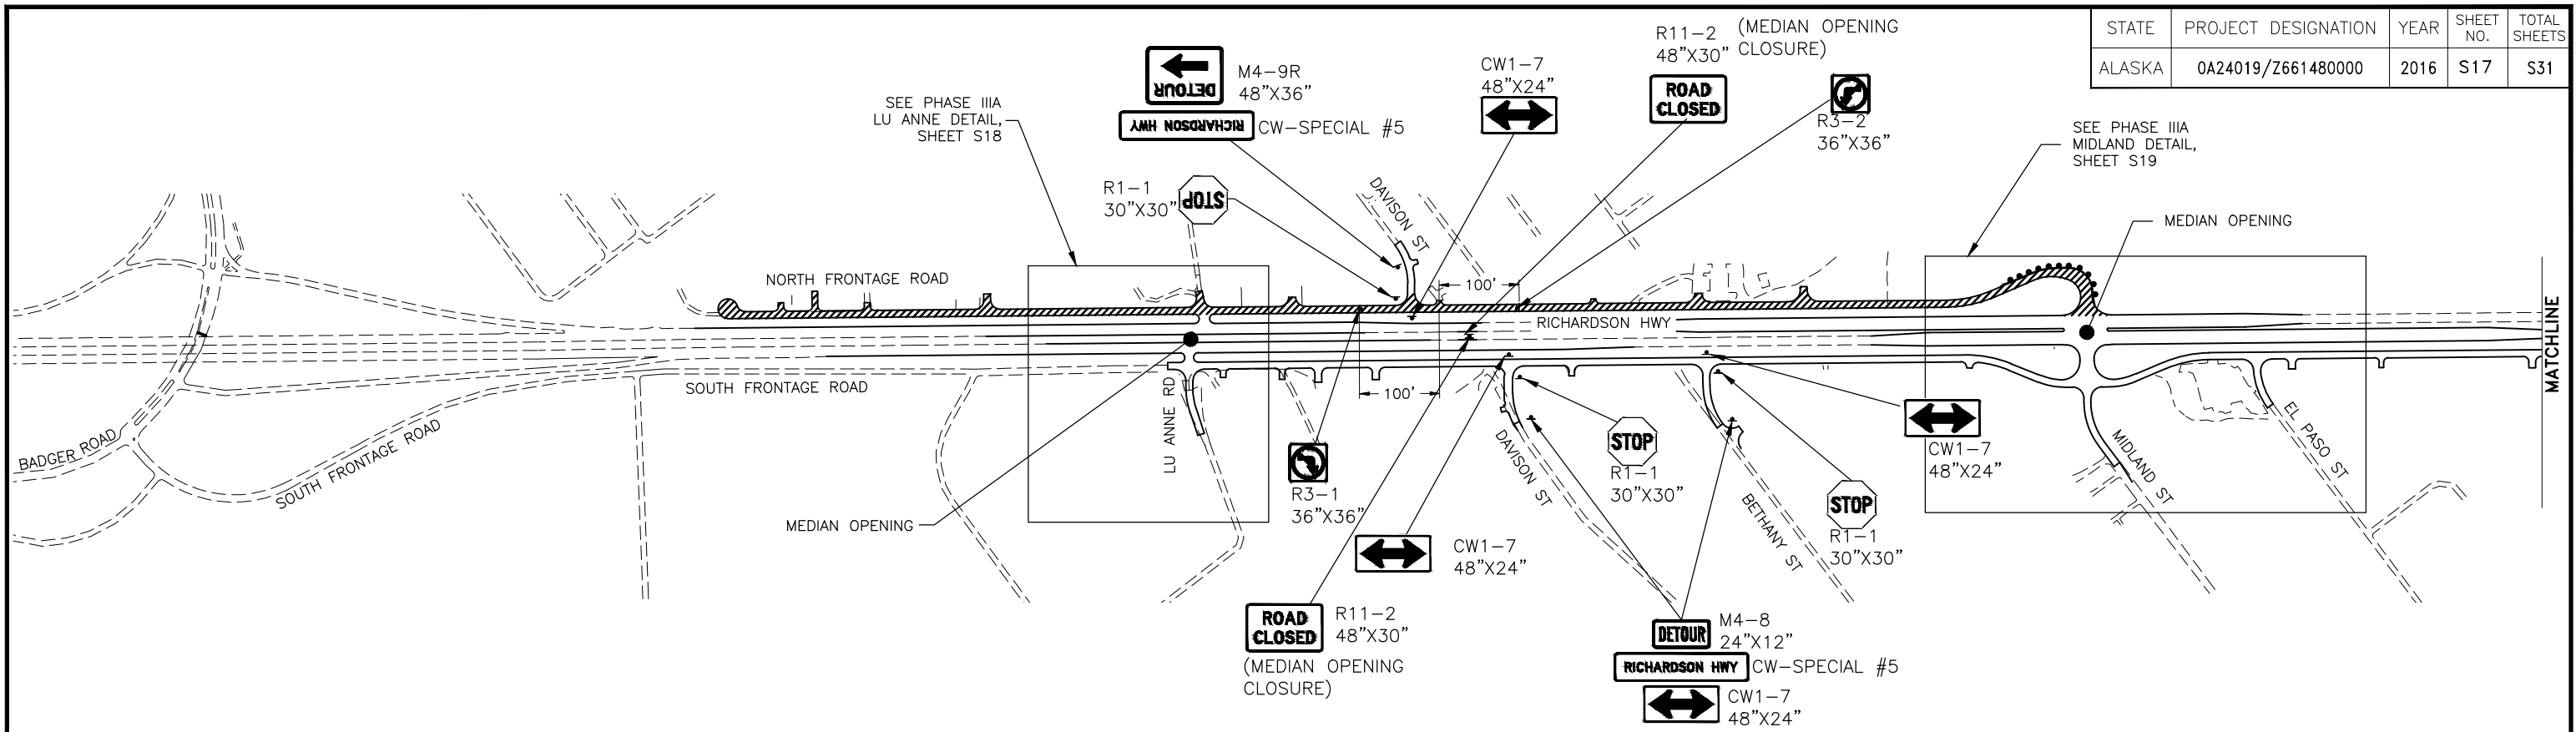 STATE
PROJECT DESIGNATION
YEAR
SHEET
NO.
TOTAL
SHEETS
ALASKA
0A24019/Z661480000
2016
S17
S31
DETOUR
M4-9R
48"X36"
RICHARDSON HWY
CW-SPECIAL #5
SEE PHASE IIIA
LU ANNE DETAIL,
SHEET S18
R1-1
30"X30"
STOP
CW1-7
48"X24"
R11-2
48"X30"
(MEDIAN OPENING
CLOSURE)
ROAD
CLOSED
R3-2
36"X36"
SEE PHASE IIIA
MIDLAND DETAIL,
SHEET S19
MEDIAN OPENING
DAVISON ST
100'
NORTH FRONTAGE ROAD
RICHARDSON HWY
MATCHLINE
SOUTH FRONTAGE ROAD
100'
LU ANNE RD
BADGER ROAD
SOUTH FRONTAGE ROAD
MEDIAN OPENING
R3-1
36"X36"
CW1-7
48"X24"
DAVISON ST
STOP
R1-1
30"X30"
BETHANY ST
STOP
R1-1
30"X30"
CW1-7
48"X24"
MIDLAND ST
EL PASO ST
ROAD
CLOSED
R11-2
48"X30"
(MEDIAN OPENING
CLOSURE)
DETOUR
M4-8
24"X12"
RICHARDSON HWY
CW-SPECIAL #5
CW1-7
48"X24"